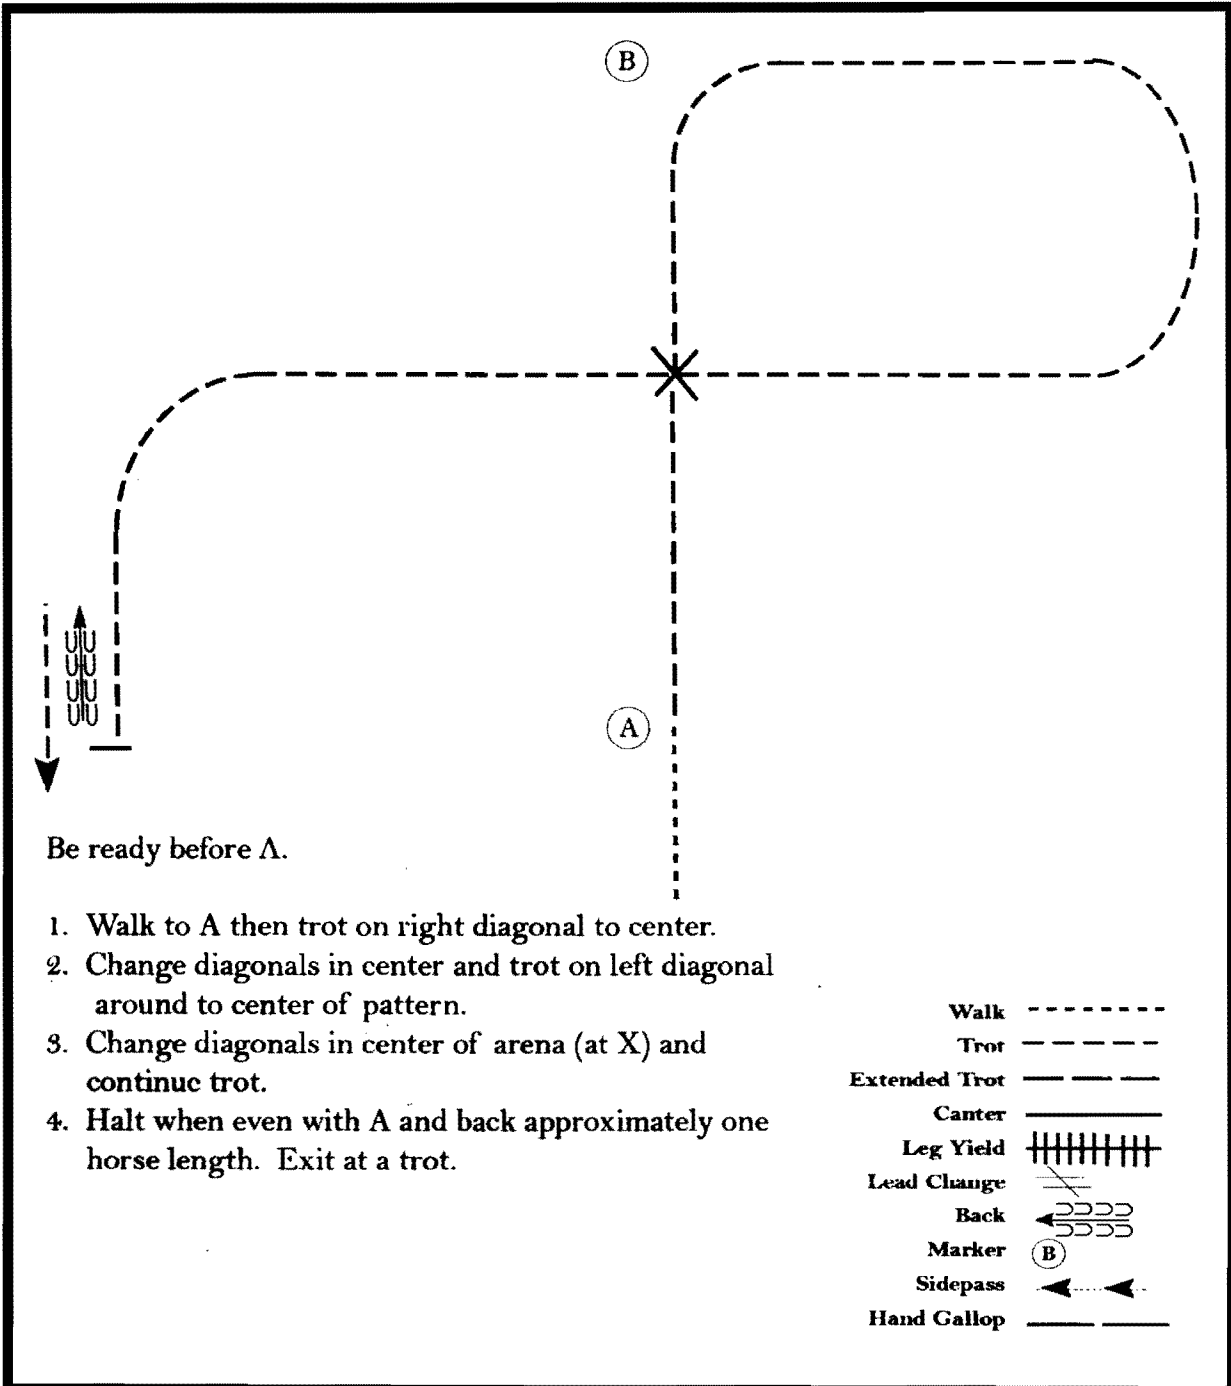 B
A
Be ready before A.
1. Walk to A then trot on right diagonal to center.
2. Change diagonals in center and trot on left diagonal
around to center of pattern.
3. Change diagonals in center of arena (at X) and
continue trot.
4. Halt when even with A and back approximately one
horse length. Exit at a trot.
Walk
Trot
Extended Trot
Canter
Leg Yield
Lead Change
Back
Marker B
Sidepass
Hand Gallop